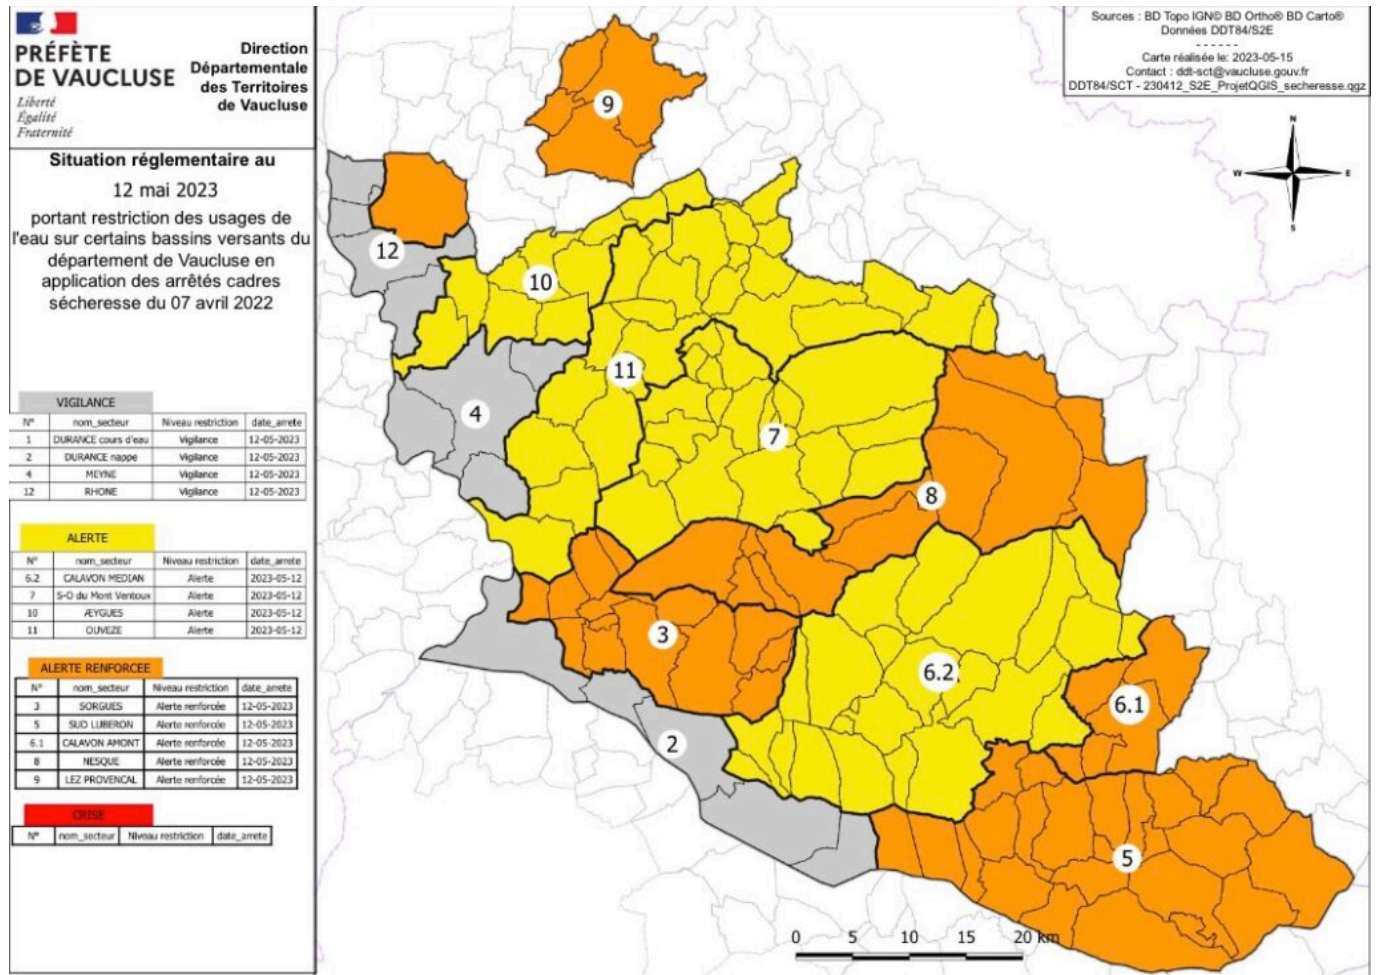 PRÉFÈTE
DE VAUCLUSE
Liberté
Égalité
Fraternité
Direction
Départementale
des Territoires
de Vaucluse
Situation réglementaire au
12 mai 2023
portant restriction des usages de
l'eau sur certains bassins versants du
département de Vaucluse en
application des arrêtés cadres
sécheresse du 07 avril 2022
VIGILANCE
N° nom_secteur Niveau restriction date_arrete
1 DURANCE cours d'eau Vigilance 12-05-2023
2 DURANCE nappe Vigilance 12-05-2023
4 MEYNE Vigilance 12-05-2023
12 RHONE Vigilance 12-05-2023
ALERTE
N° nom_secteur Niveau restriction date_arrete
6.2 CALAVON MEDIAN Alerte 2023-05-12
7 S-O du Mont Ventoux Alerte 2023-05-12
10 ÆYGUES Alerte 2023-05-12
11 OUVEZE Alerte 2023-05-12
ALERTE RENFORCEE
N° nom_secteur Niveau restriction date_arrete
3 SORGUES Alerte renforcée 12-05-2023
5 SUD LUBERON Alerte renforcée 12-05-2023
6.1 CALAVON AMONT Alerte renforcée 12-05-2023
8 NESQUE Alerte renforcée 12-05-2023
9 LEZ PROVENCAL Alerte renforcée 12-05-2023
CRISE
N° nom_secteur Niveau restriction date_arrete
Sources : BD Topo IGN© BD Ortho® BD Carto®
Données DDT84/S2E
- - - - - -
Carte réalisée le: 2023-05-15
Contact : ddt-sct@vaucluse.gouv.fr
DDT84/SCT - 230412_S2E_ProjetQGIS_secheresse.qgz
N
W E
S
9
12
10
11
4
7
8
3
6.2
6.1
2
5
0 5 10 15 20 km